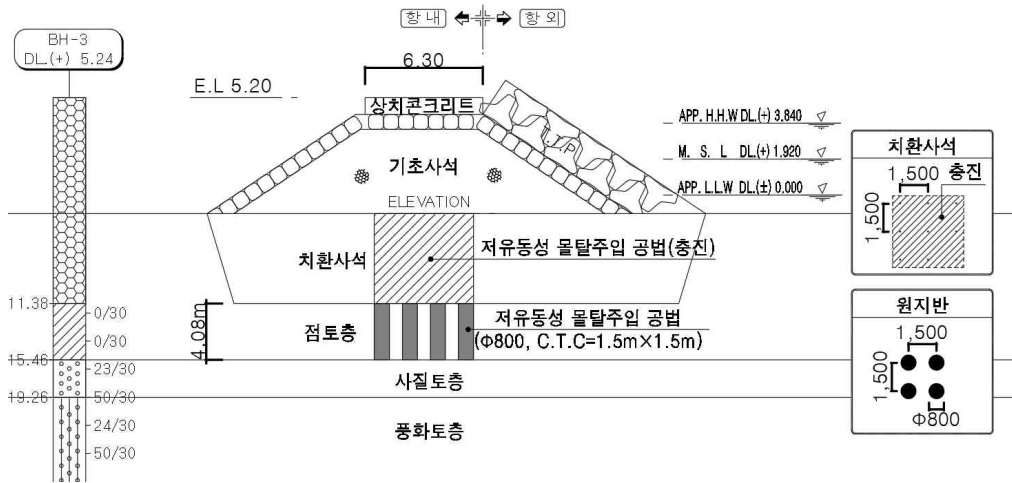 항 내
항 외
BH-3
DL.(+) 5.24
6.30
E.L 5.20
상치콘크리트
T.T.P
APP. H.H.W DL.(+) 3.840
M. S. L DL.(+) 1.920
APP. L.L.W DL.(±) 0.000
기초사석
ELEVATION
치환사석
저유동성 몰탈주입 공법(충진)
11.38
0/30
0/30
4.08m
점토층
저유동성 몰탈주입 공법
(Φ800, C.T.C=1.5m×1.5m)
15.46
23/30
사질토층
19.26
50/30
24/30
풍화토층
50/30
치환사석
1,500
충진
1,500
원지반
1,500
1,500
Φ800